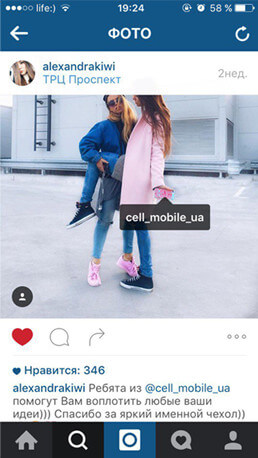 life:) 19:24 58 %
ФОТО
alexandrakiwi
ТРЦ Проспект
2нед.
cell_mobile_ua
Нравится: 346
alexandrakiwi Ребята из @cell_mobile_ua
помогут Вам воплотить любые ваши
идеи))) Спасибо за яркий именной чехол))